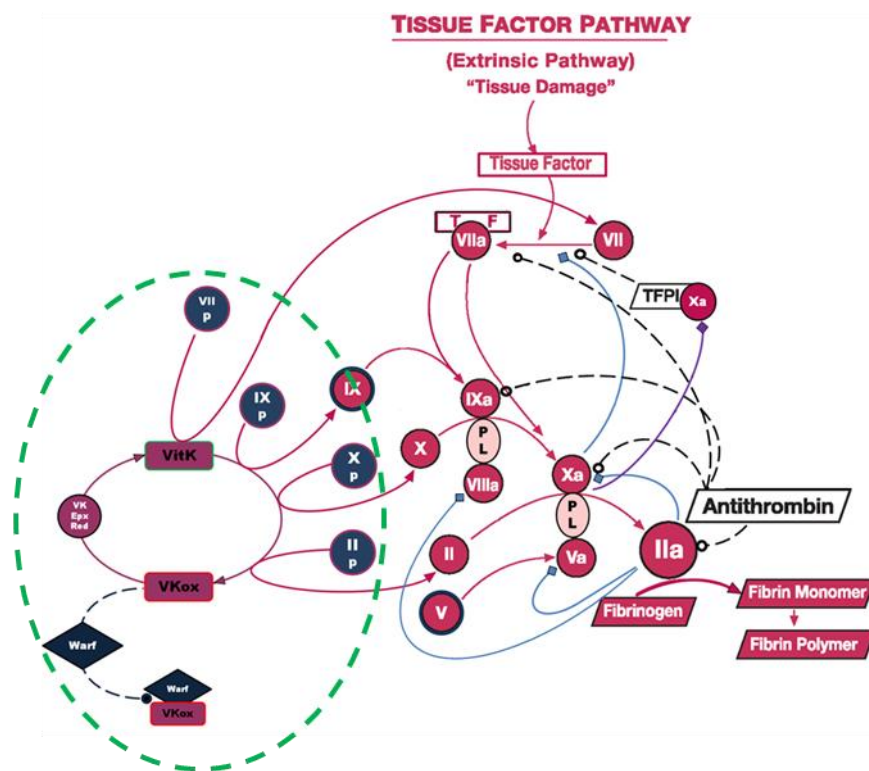 TISSUE FACTOR PATHWAY
(Extrinsic Pathway)
"Tissue Damage"
Tissue Factor
T F
VIIa
VII
TFPI
Xa
VII
p
IX
p
IX
IXa
P
L
VIIIa
X
X
p
VitK
VK
Epx
Red
VKox
II
p
II
V
Xa
P
L
Va
Antithrombin
IIa
Fibrinogen
Fibrin Monomer
Fibrin Polymer
Warf
Warf
VKox